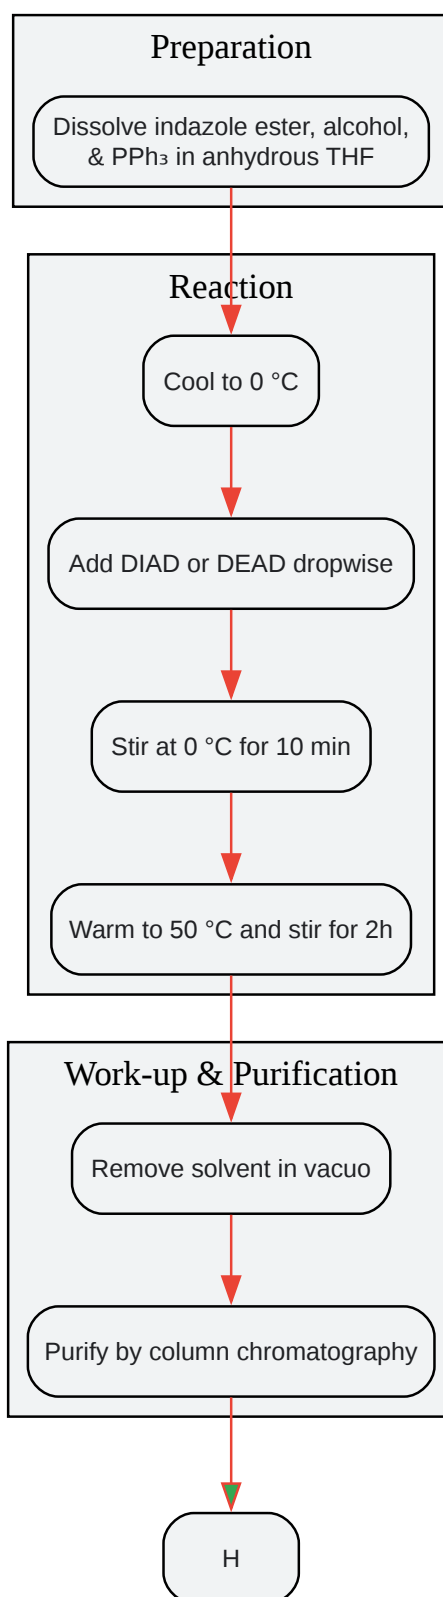 Preparation
Dissolve indazole ester, alcohol,
& PPh₃ in anhydrous THF
Reaction
Cool to 0 °C
Add DIAD or DEAD dropwise
Stir at 0 °C for 10 min
Warm to 50 °C and stir for 2h
Work-up & Purification
Remove solvent in vacuo
Purify by column chromatography
H